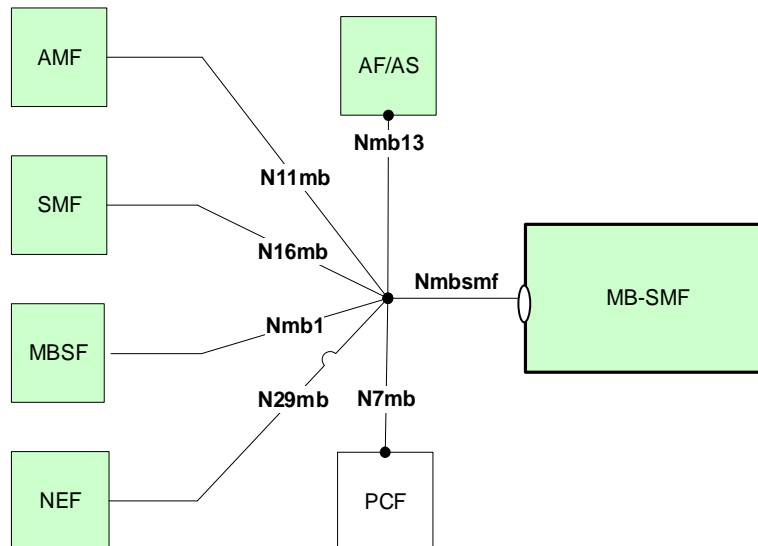 AMF
AF/AS
Nmb13
N11mb
SMF
N16mb
Nmbsmf
MB-SMF
Nmb1
MBSF
N29mb
N7mb
NEF
PCF